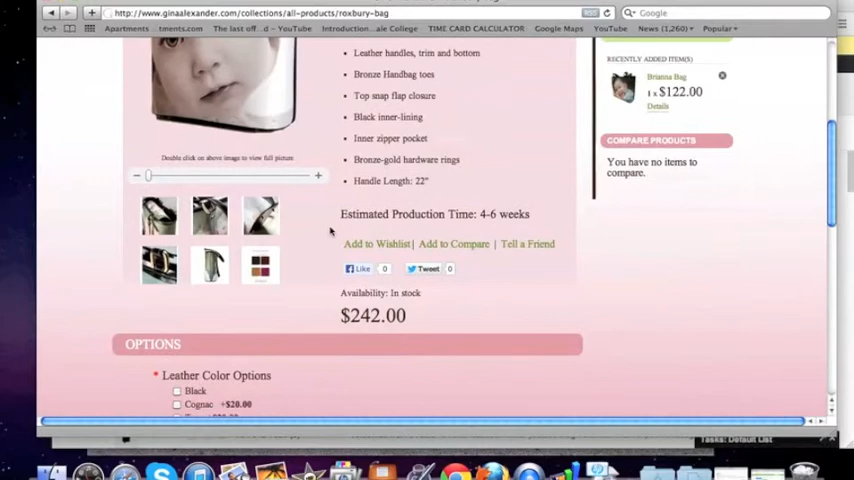 http://www.ginaalexander.com/collections/all-products/roxbury-bag
RSS
Google
Apartments ...tments.com
The last off...d – YouTube
Introduction...ale College
TIME CARD CALCULATOR
Google Maps
YouTube
News (1,260)
Popular
Leather handles, trim and bottom
Bronze Handbag toes
Top snap flap closure
Black inner-lining
Inner zipper pocket
Bronze-gold hardware rings
Handle Length: 22"
Double click on above image to view full picture
Estimated Production Time: 4-6 weeks
Add to Wishlist | Add to Compare | Tell a Friend
Like 0 Tweet 0
Availability: In stock
$242.00
OPTIONS
* Leather Color Options
Black
Cognac +$20.00
RECENTLY ADDED ITEM(S)
Brianna Bag
1 x $122.00
Details
COMPARE PRODUCTS
You have no items to
compare.
Tasks: Default List